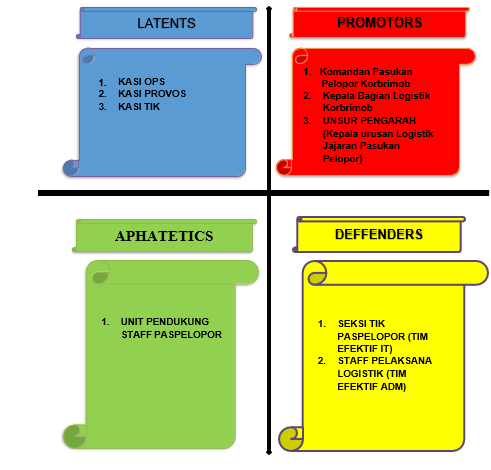 LATENTS
1. KASI OPS
2. KASI PROVOS
3. KASI TIK
PROMOTORS
1. Komandan Pasukan
Pelopor Korbrimob
2. Kepala Bagian Logistik
Korbrimob
3. UNSUR PENGARAH
(Kepala urusan Logistik
Jajaran Pasukan
Pelopor)
APHATETICS
1. UNIT PENDUKUNG
STAFF PASPELOPOR
DEFFENDERS
1. SEKSI TIK
PASPELOPOR (TIM
EFEKTIF IT)
2. STAFF PELAKSANA
LOGISTIK (TIM
EFEKTIF ADM)